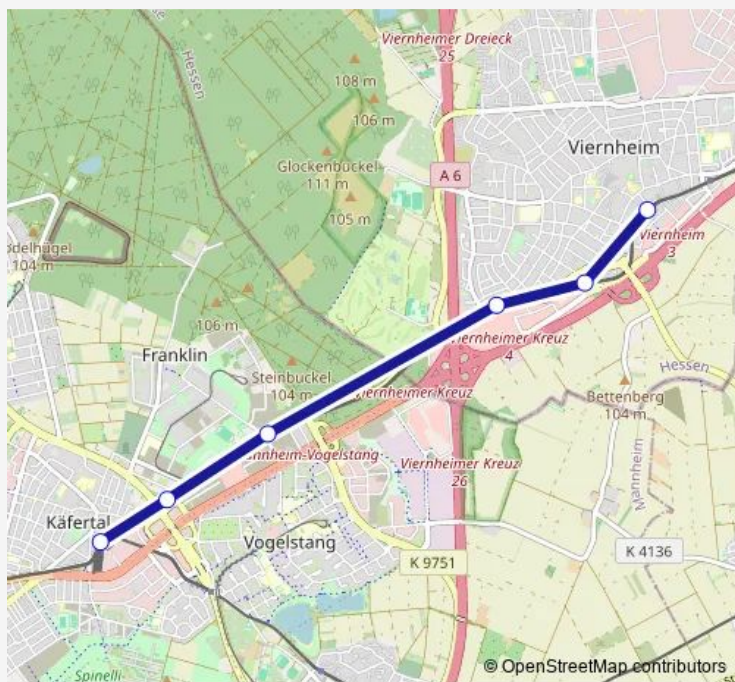 Viernheimer Dreieck
25
Hessen
108 m
106 m
Viernheim
Glockenbuckel
111 m
A 6
105 m
Viernheim
3
104 m
106 m
Franklin
Viernheimer Kreuz
4
Steinbuckel
104 m
Viernheimer Kreuz
Hessen
Bettenberg
104 m
Mannheim-Vogelstang
Viernheimer Kreuz
26
Mannheim
Käfertal
Vogelstang
K 4136
K 9751
Spinelli
© OpenStreetMap contributors